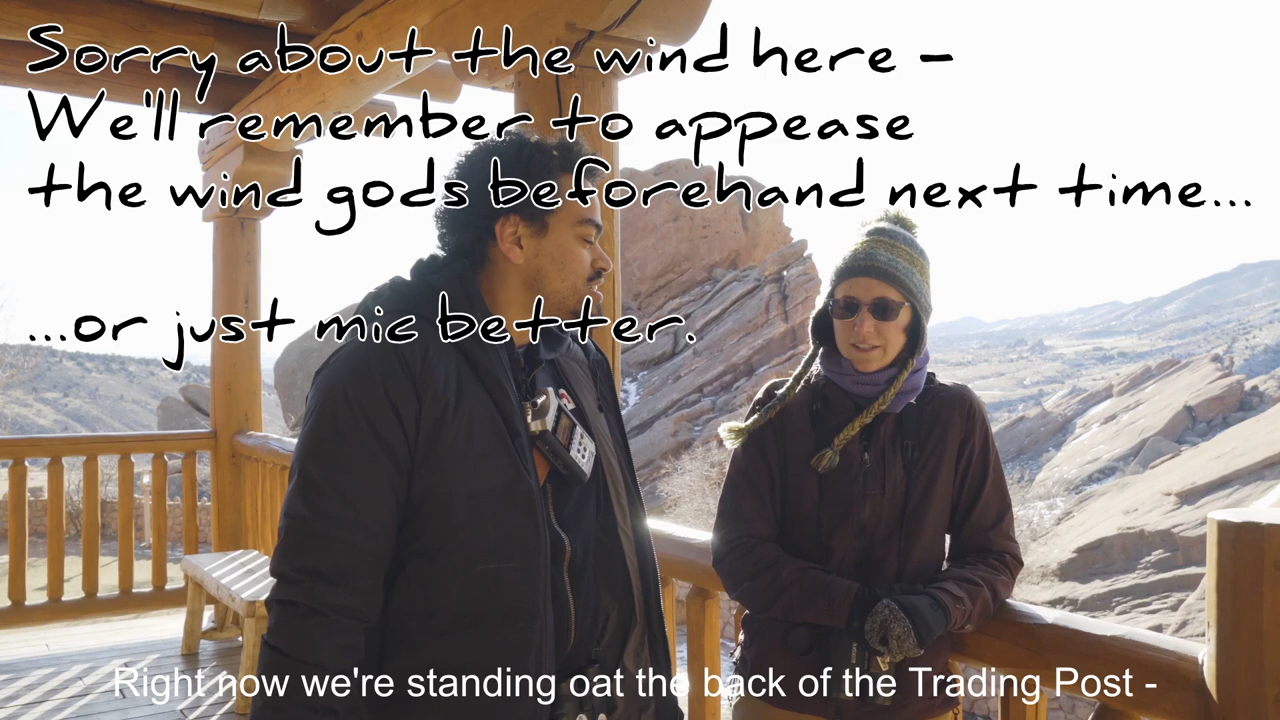 Sorry about the wind here -
We'll remember to appease
the wind gods beforehand next time...
...or just mic better.
Right now we're standing oat the back of the Trading Post -